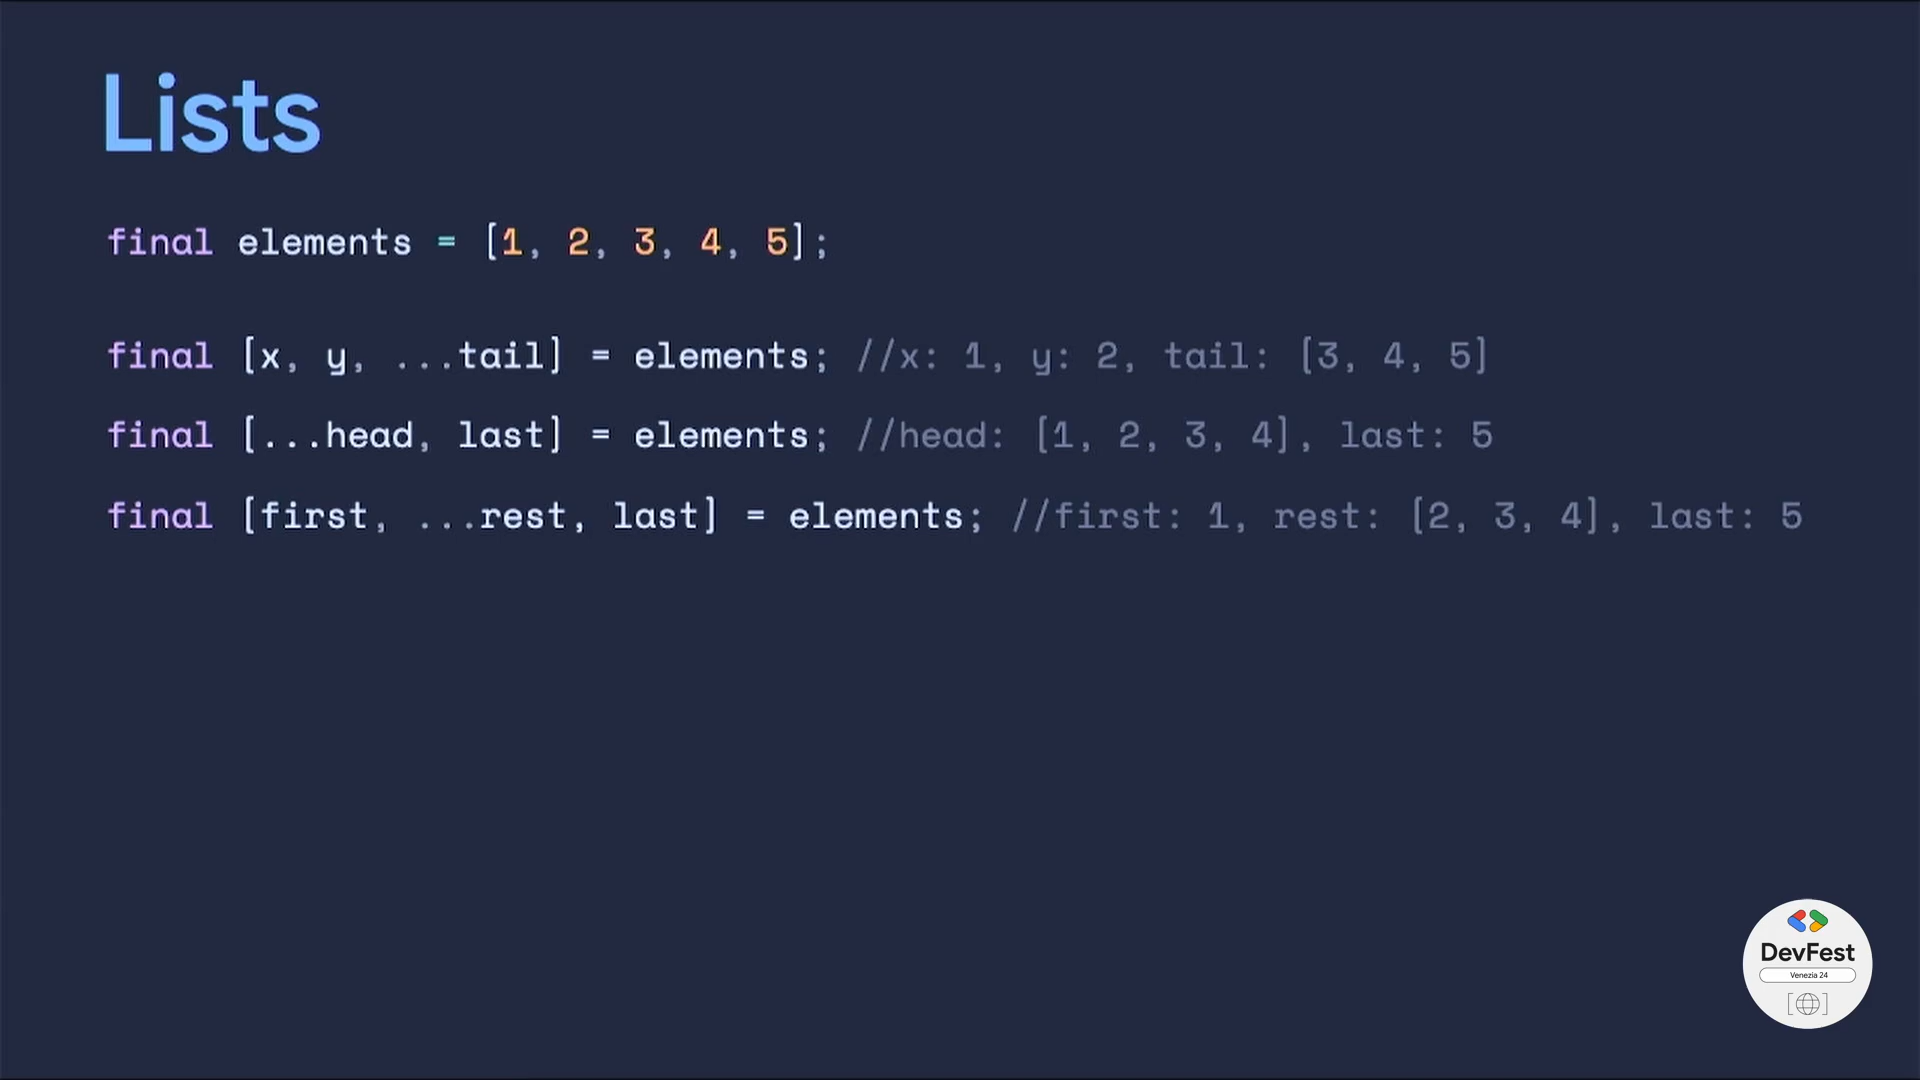 Lists
final elements = [1, 2, 3, 4, 5];
final [x, y, ...tail] = elements; //x: 1, y: 2, tail: [3, 4, 5]
final [...head, last] = elements; //head: [1, 2, 3, 4], last: 5
final [first, ...rest, last] = elements; //first: 1, rest: [2, 3, 4], last: 5
DevFest
Venezia 24